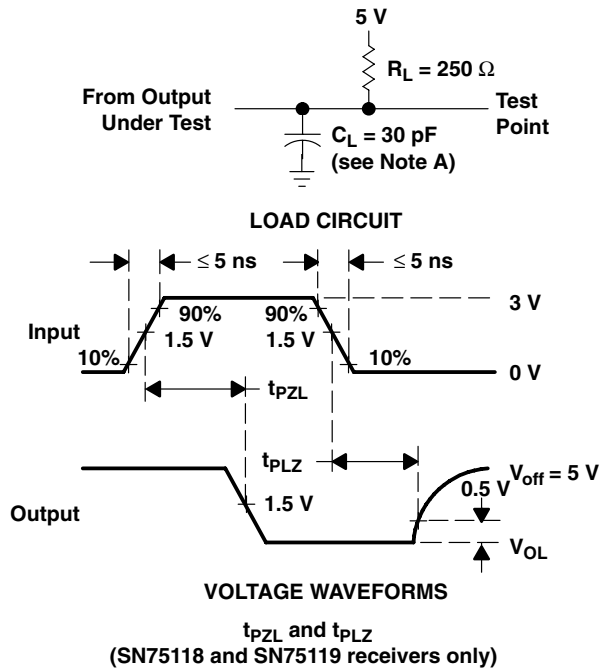 5 V
R_L = 250 Ω
From Output
Under Test
Test
Point
C_L = 30 pF
(see Note A)
LOAD CIRCUIT
≤ 5 ns
≤ 5 ns
3 V
90%
90%
Input
1.5 V
1.5 V
10%
10%
0 V
t_PZL
t_PLZ
V_off = 5 V
0.5 V
1.5 V
Output
V_OL
VOLTAGE WAVEFORMS
t_PZL and t_PLZ
(SN75118 and SN75119 receivers only)